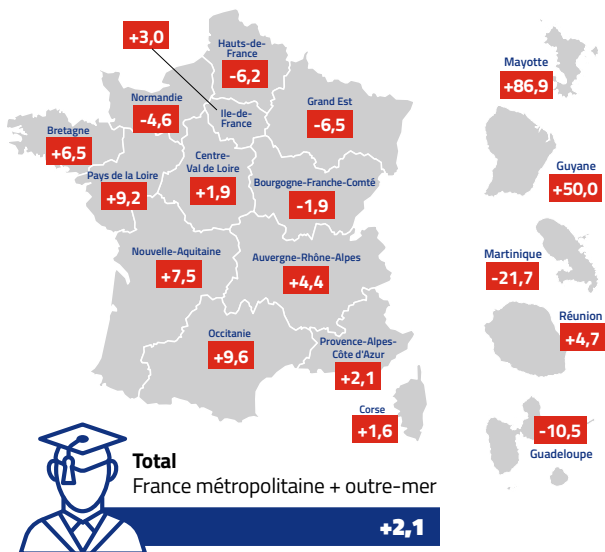 +3,0
Hauts-de-
France
-6,2
Normandie
-4,6
Ile-de-
France
Grand Est
-6,5
Bretagne
+6,5
Pays de la Loire
+9,2
Centre-
Val de Loire
+1,9
Bourgogne-Franche-Comté
-1,9
Nouvelle-Aquitaine
+7,5
Auvergne-Rhône-Alpes
+4,4
Occitanie
+9,6
Provence-Alpes-
Côte d'Azur
+2,1
Corse
+1,6
Mayotte
+86,9
Guyane
+50,0
Martinique
-21,7
Réunion
+4,7
-10,5
Guadeloupe
Total
France métropolitaine + outre-mer
+2,1